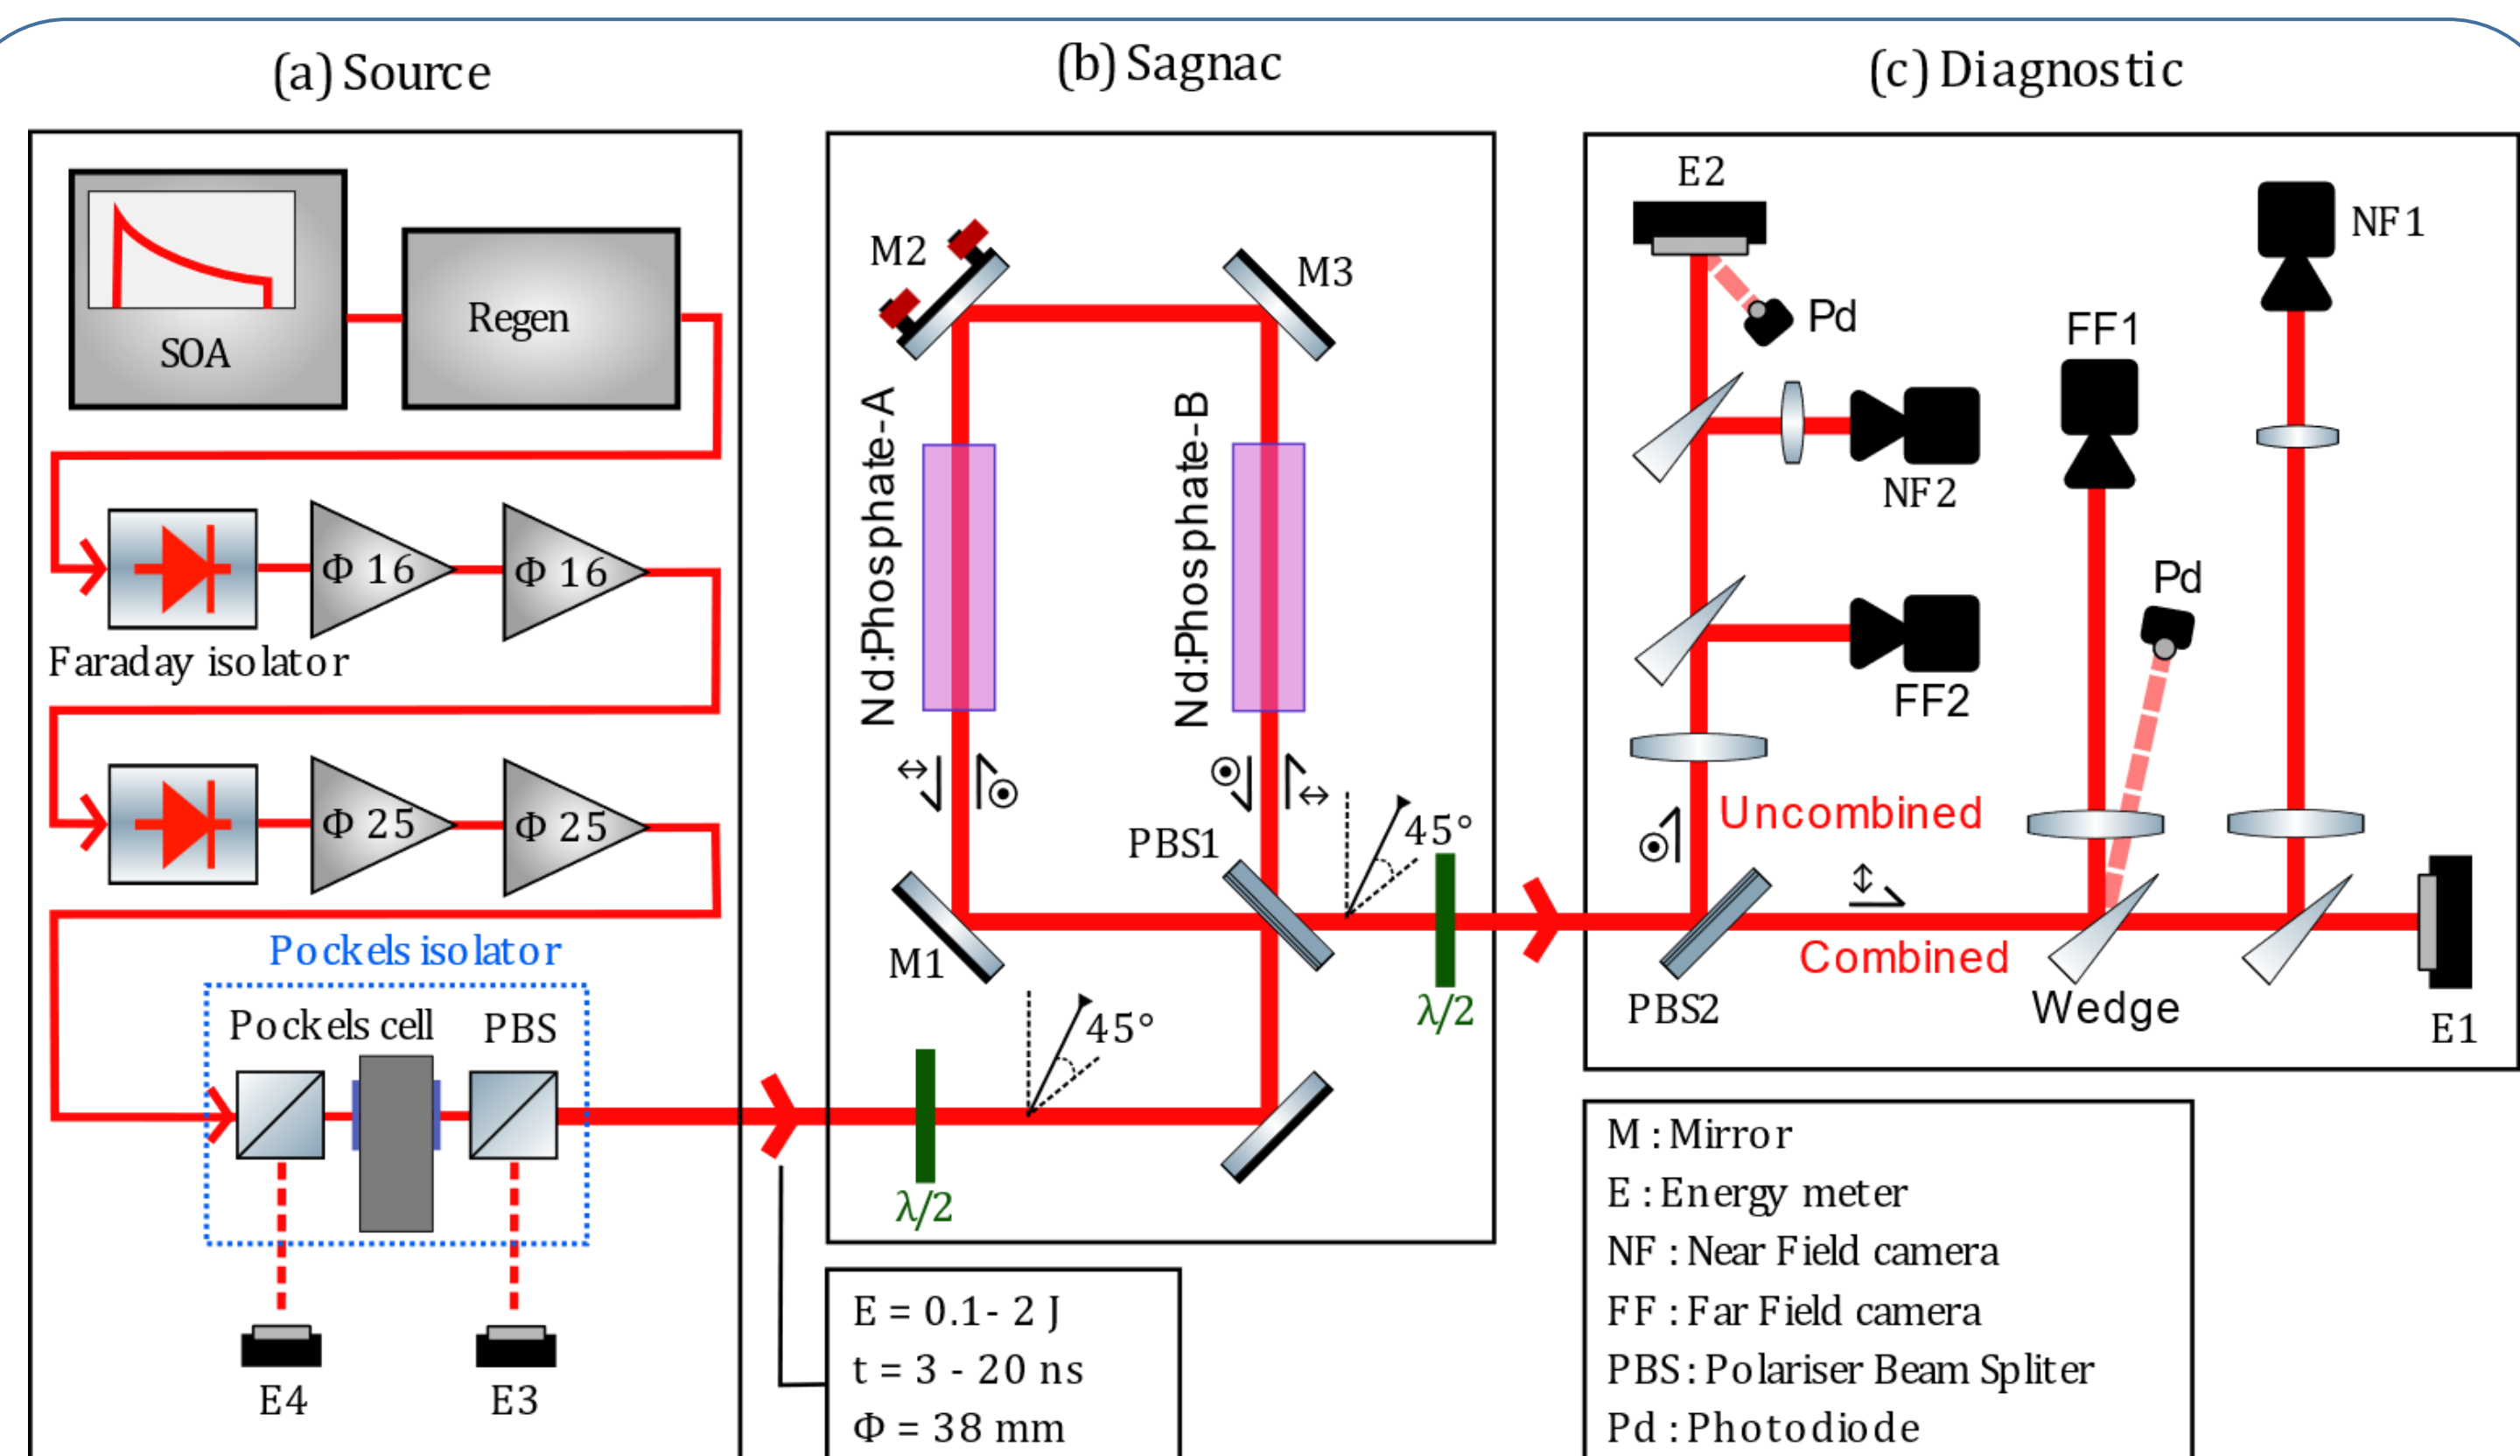 (a) Source
SOA
Regen
Φ 16
Φ 16
Faraday isolator
Φ 25
Φ 25
Pockels isolator
Pockels cell
PBS
E4
E3
(b) Sagnac
M2
M3
Nd:Phosphate-A
Nd:Phosphate-B
PBS1
45°
M1
λ/2
45°
λ/2
E = 0.1- 2 J
t = 3 - 20 ns
Φ = 38 mm
(c) Diagnostic
E2
NF1
Pd
FF1
NF2
Pd
FF2
Uncombined
Combined
PBS2
Wedge
E1
M : Mirror
E : Energy meter
NF : Near Field camera
FF : Far Field camera
PBS : Polariser Beam Spliter
Pd : Photodiode